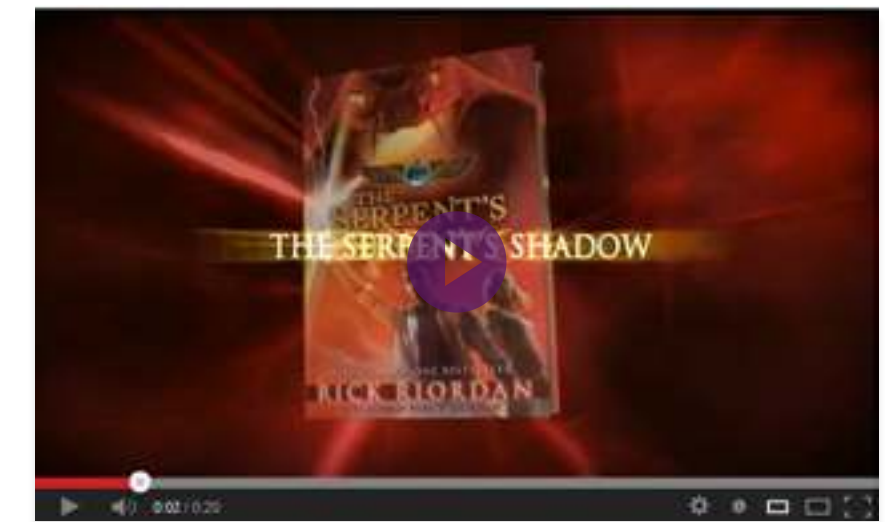 THE
SERPENT'S
THE SERPENT'S SHADOW
RICK RIORDAN
0:02 / 0:20